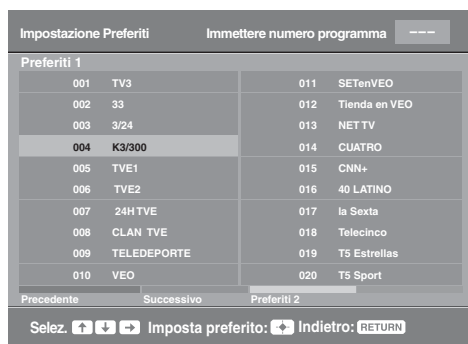 Impostazione Preferiti Immettere numero programma ---
Preferiti 1
001 TV3
002 33
003 3/24
004 K3/300
005 TVE1
006 TVE2
007 24H TVE
008 CLAN TVE
009 TELEDEPORTE
010 VEO
011 SETenVEO
012 Tienda en VEO
013 NET TV
014 CUATRO
015 CNN+
016 40 LATINO
017 la Sexta
018 Telecinco
019 T5 Estrellas
020 T5 Sport
Precedente Successivo Preferiti 2
Selez. ↑ ↓ → Imposta preferito: Indietro: RETURN